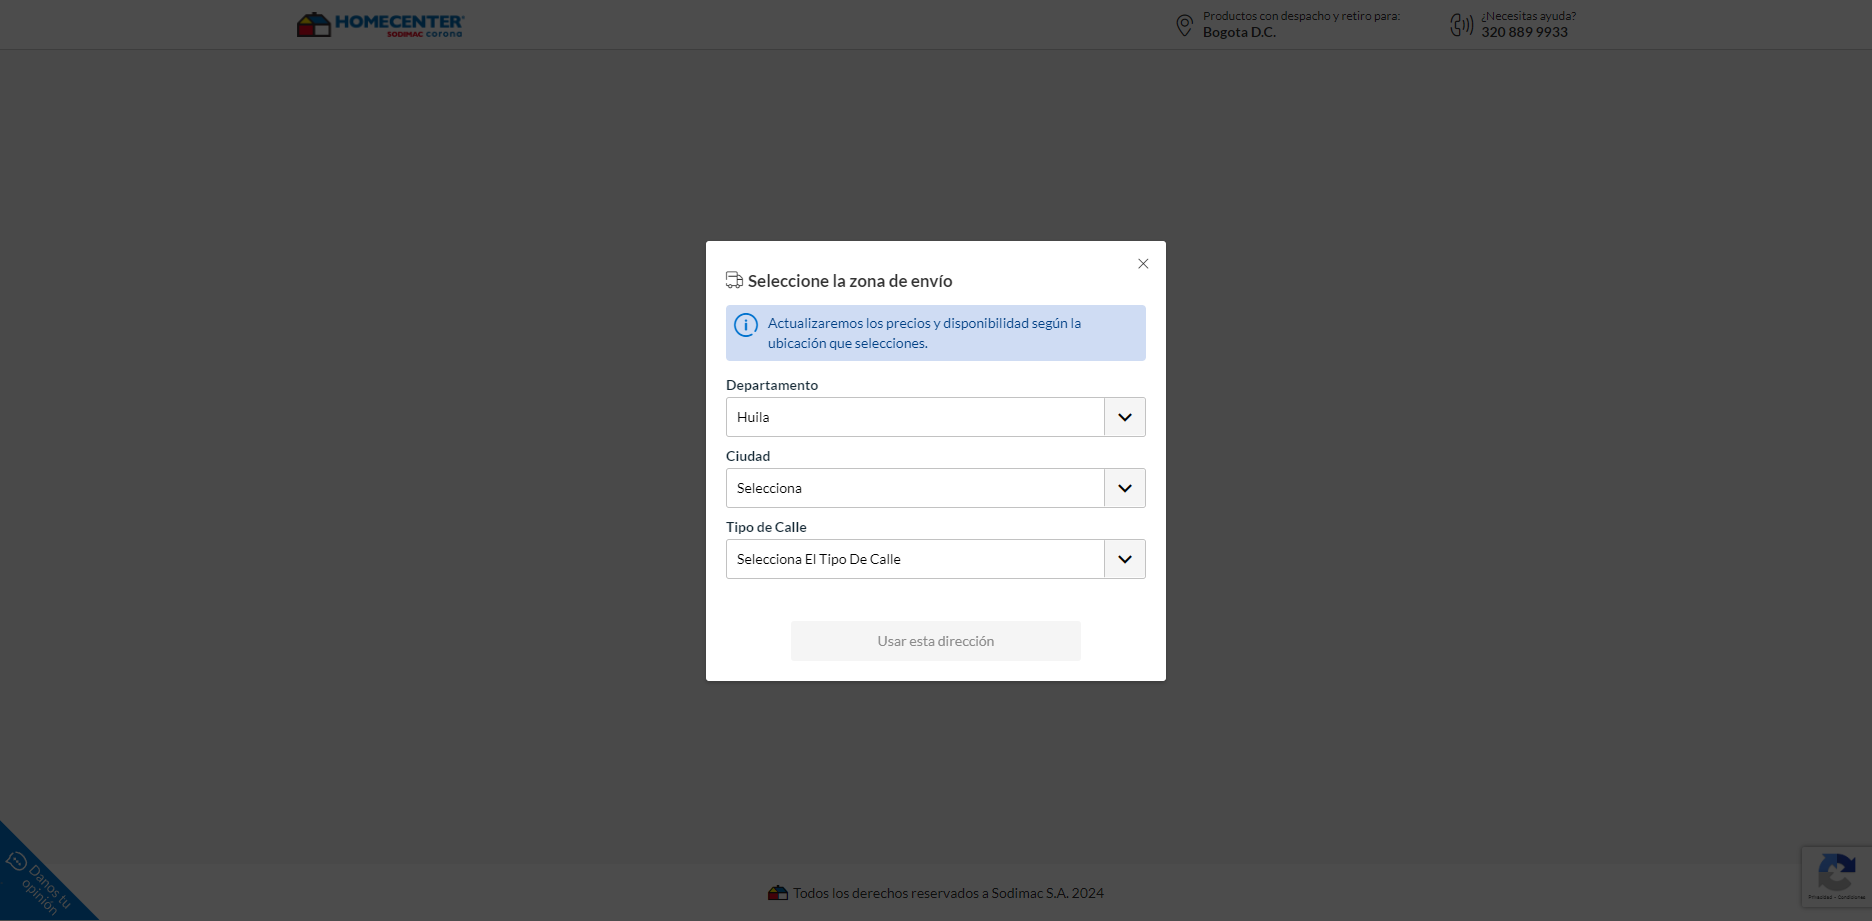 HOMECENTER
SODIMAC corona
Productos con despacho y retiro para:
Bogota D.C.
¿Necesitas ayuda?
320 889 9933
Seleccione la zona de envío
Actualizaremos los precios y disponibilidad según la
ubicación que selecciones.
Departamento
Huila
Ciudad
Selecciona
Tipo de Calle
Selecciona El Tipo De Calle
Usar esta dirección
Danos tu
opinión
Todos los derechos reservados a Sodimac S.A. 2024
Privacidad - Condiciones